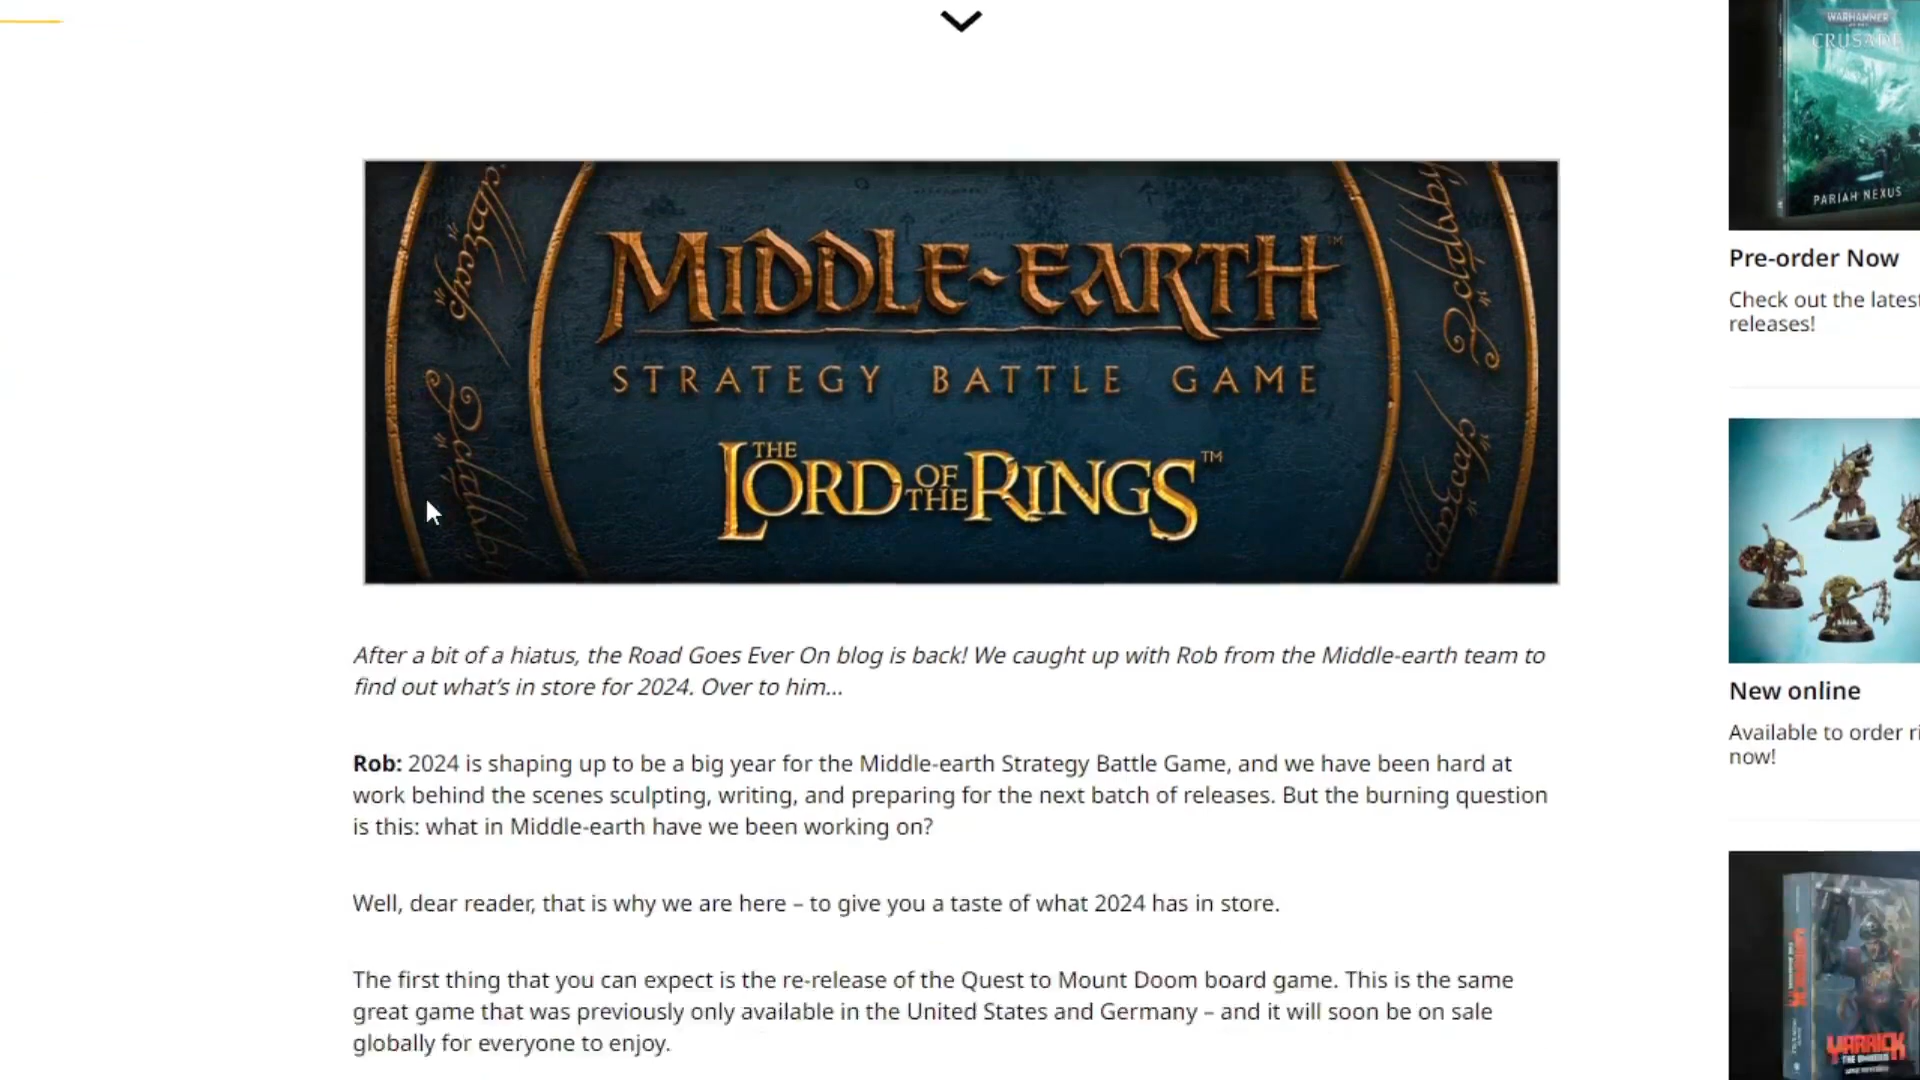 MIDDLE-EARTH™
STRATEGY BATTLE GAME
THE LORD OF THE RINGS™
After a bit of a hiatus, the Road Goes Ever On blog is back! We caught up with Rob from the Middle-earth team to
find out what’s in store for 2024. Over to him…
Rob: 2024 is shaping up to be a big year for the Middle-earth Strategy Battle Game, and we have been hard at
work behind the scenes sculpting, writing, and preparing for the next batch of releases. But the burning question
is this: what in Middle-earth have we been working on?
Well, dear reader, that is why we are here – to give you a taste of what 2024 has in store.
The first thing that you can expect is the re-release of the Quest to Mount Doom board game. This is the same
great game that was previously only available in the United States and Germany – and it will soon be on sale
globally for everyone to enjoy.
WARHAMMER
CRUSADE
PARIAH NEXUS
Pre-order Now
Check out the latest
releases!
New online
Available to order
now!
YARRICK